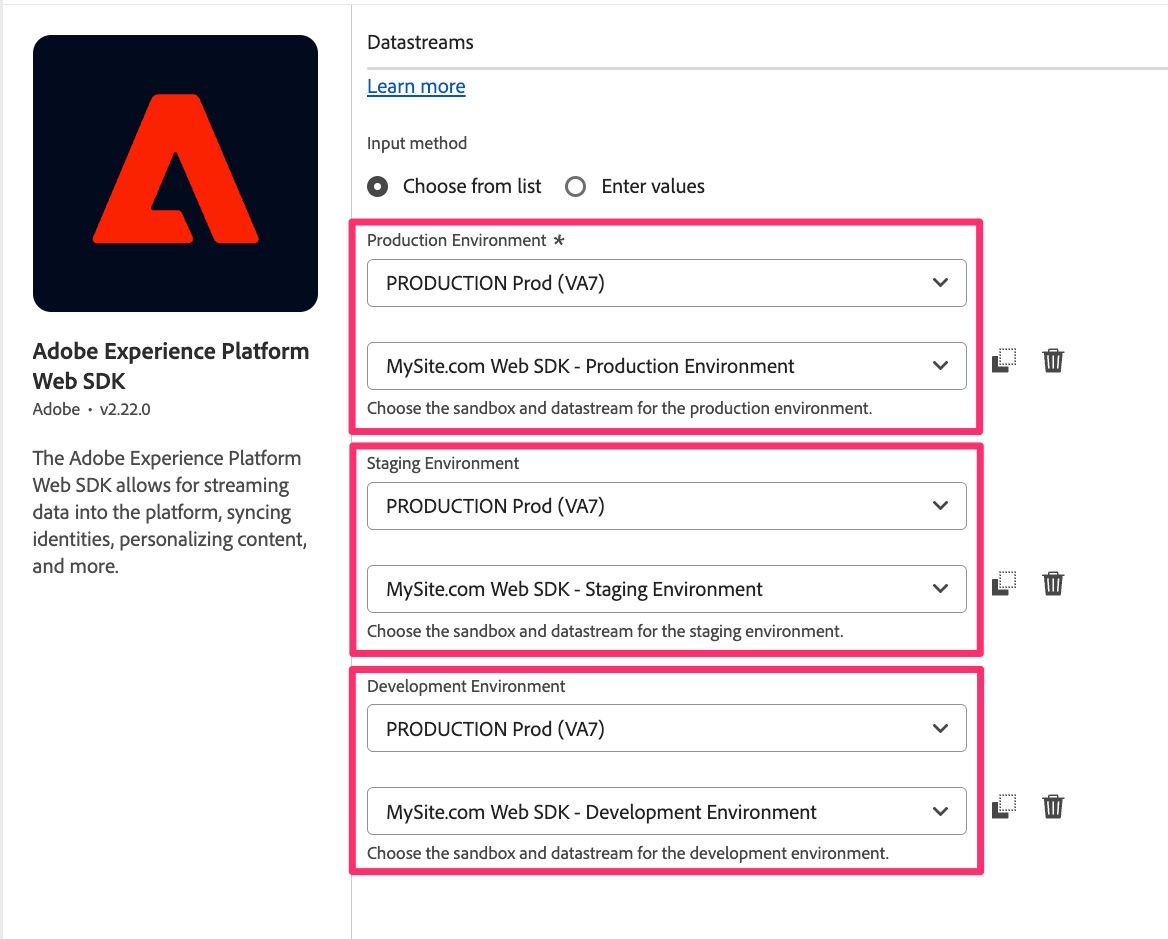 Datastreams
Learn more
Input method
Choose from list Enter values
Production Environment *
PRODUCTION Prod (VA7)
MySite.com Web SDK - Production Environment
Choose the sandbox and datastream for the production environment.
Staging Environment
PRODUCTION Prod (VA7)
MySite.com Web SDK - Staging Environment
Choose the sandbox and datastream for the staging environment.
Development Environment
PRODUCTION Prod (VA7)
MySite.com Web SDK - Development Environment
Choose the sandbox and datastream for the development environment.
Adobe Experience Platform
Web SDK
Adobe • v2.22.0
The Adobe Experience Platform
Web SDK allows for streaming
data into the platform, syncing
identities, personalizing content,
and more.